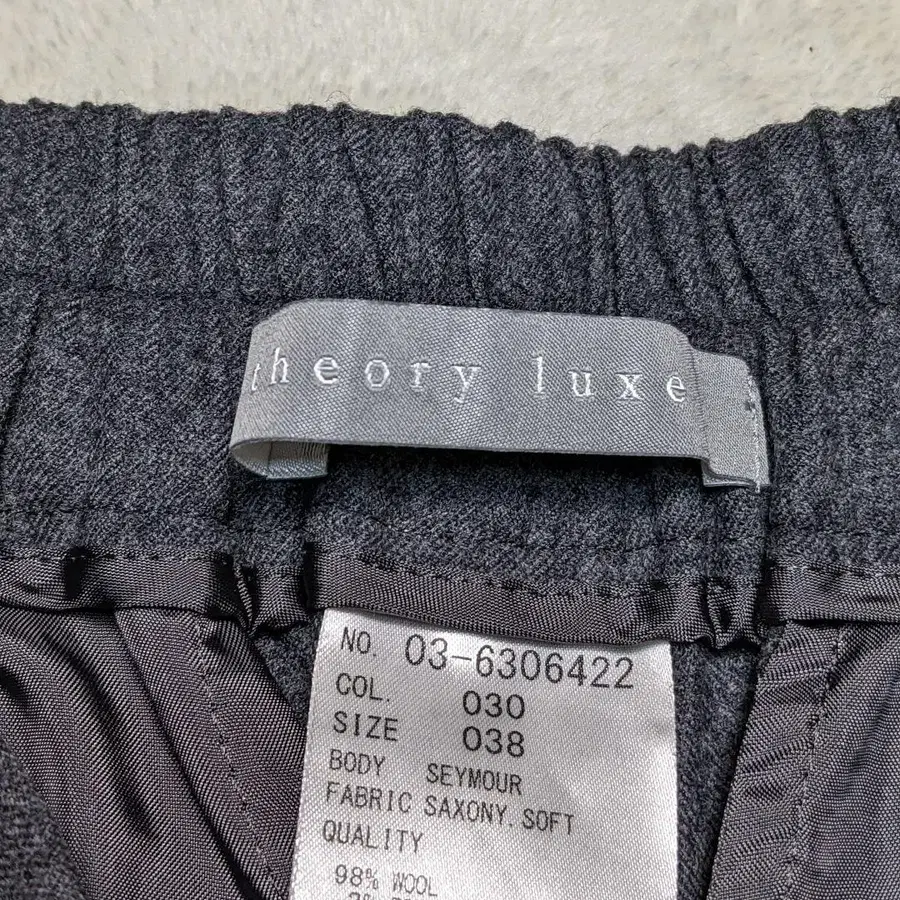 theory luxe
NO. 03-6306422
COL. 030
SIZE 038
BODY SEYMOUR
FABRIC SAXONY.SOFT
QUALITY
98% WOOL